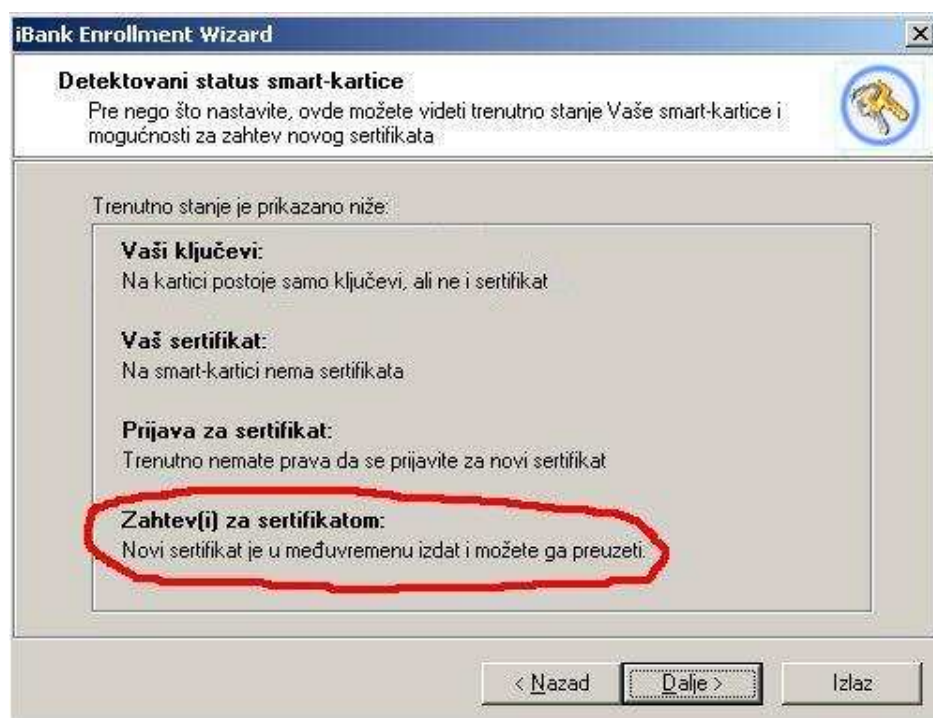 iBank Enrollment Wizard
Detektovani status smart-kartice
Pre nego što nastavite, ovde možete videti trenutno stanje Vaše smart-kartice i
mogućnosti za zahtev novog sertifikata
Trenutno stanje je prikazano niže:
Vaši ključevi:
Na kartici postoje samo ključevi, ali ne i sertifikat
Vaš sertifikat:
Na smart-kartici nema sertifikata
Prijava za sertifikat:
Trenutno nemate prava da se prijavite za novi sertifikat
Zahtev(i) za sertifikatom:
Novi sertifikat je u međuvremenu izdat i možete ga preuzeti.
< Nazad Dalje > Izlaz